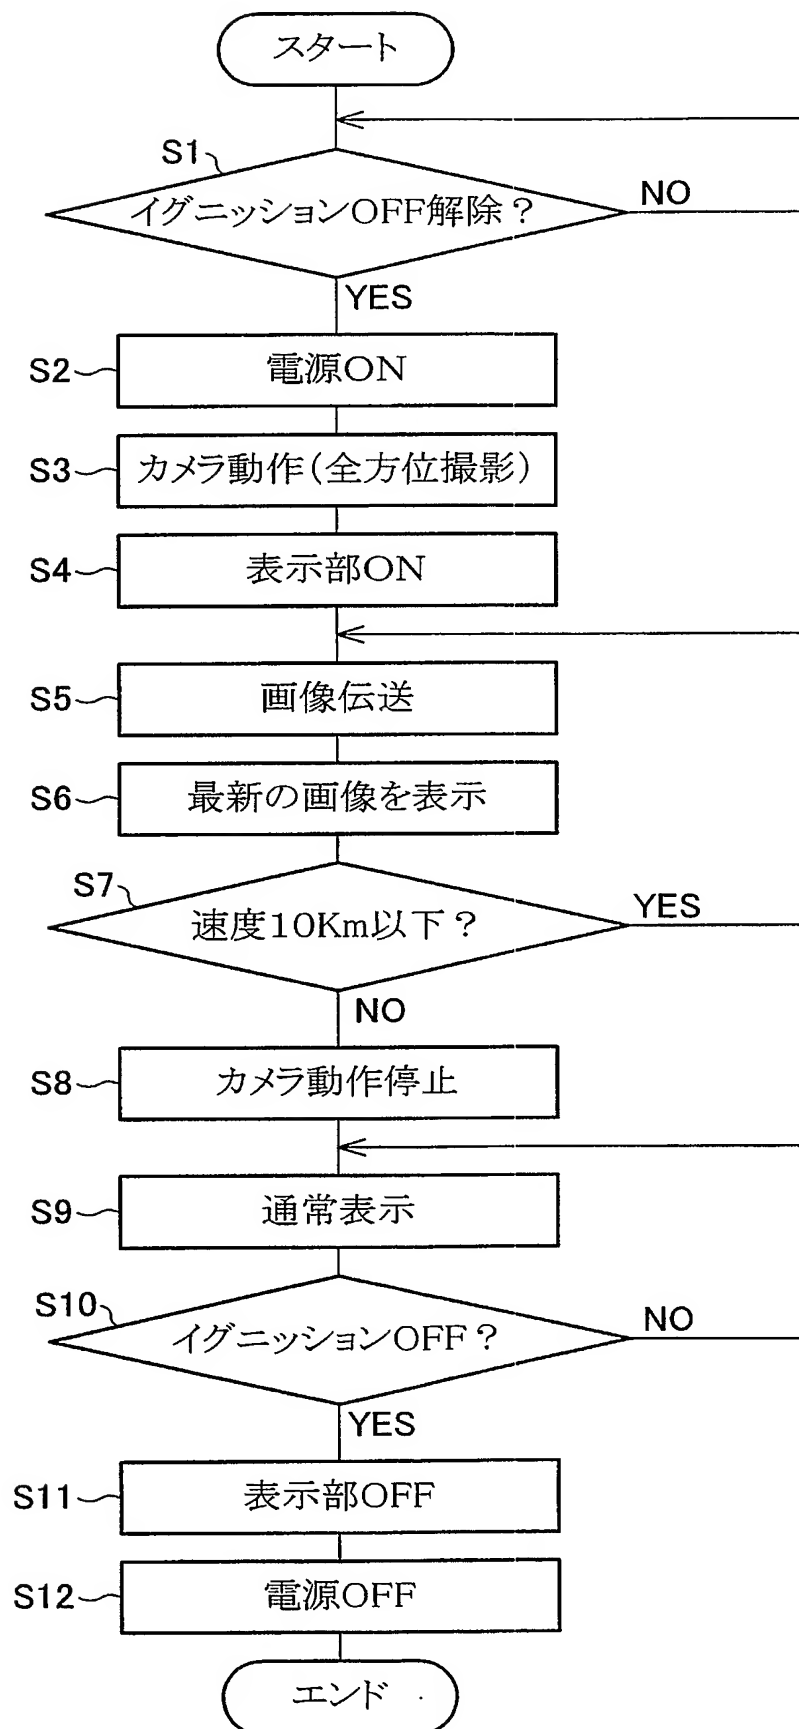 スタート
S1
イグニッションOFF解除?
NO
YES
S2
電源ON
S3
カメラ動作(全方位撮影)
S4
表示部ON
S5
画像伝送
S6
最新の画像を表示
S7
速度10Km以下?
YES
NO
S8
カメラ動作停止
S9
通常表示
S10
イグニッションOFF?
NO
YES
S11
表示部OFF
S12
電源OFF
エンド